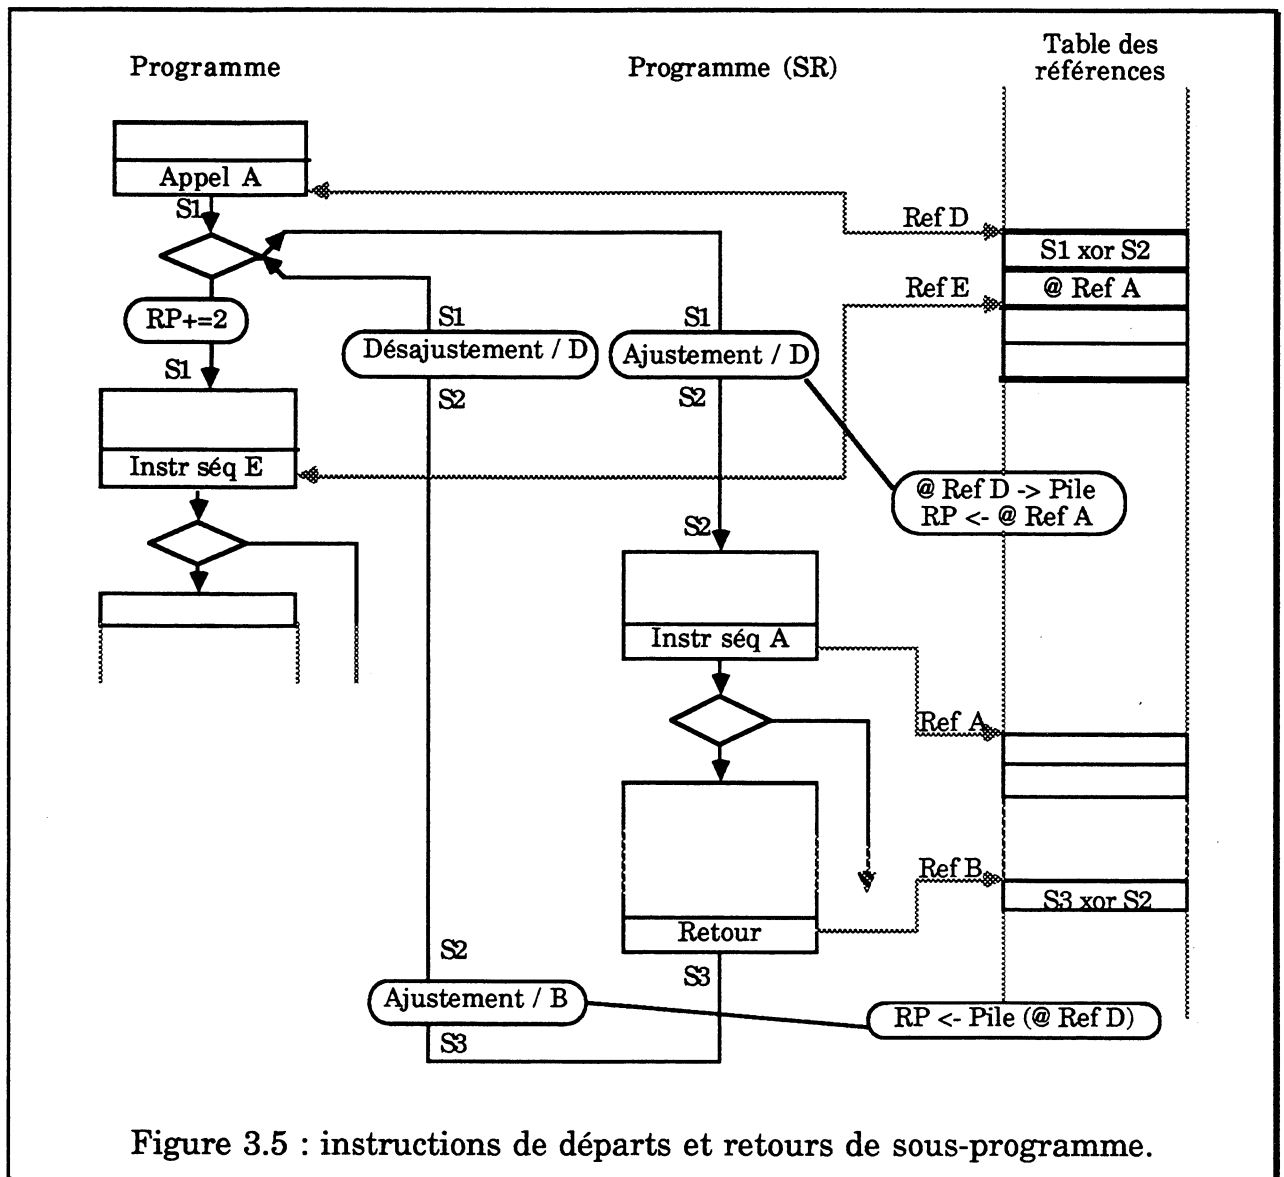 Programme
Programme (SR)
Table des
références
Appel A
S1
Ref D
S1 xor S2
Ref E
@ Ref A
RP+=2
S1
S1
Désajustement / D
Ajustement / D
S1
S2
S2
Instr séq E
@ Ref D -> Pile
RP <- @ Ref A
S2
Instr séq A
Ref A
Ref B
S3 xor S2
Retour
S2
S3
Ajustement / B
RP <- Pile (@ Ref D)
S3
Figure 3.5 : instructions de départs et retours de sous-programme.